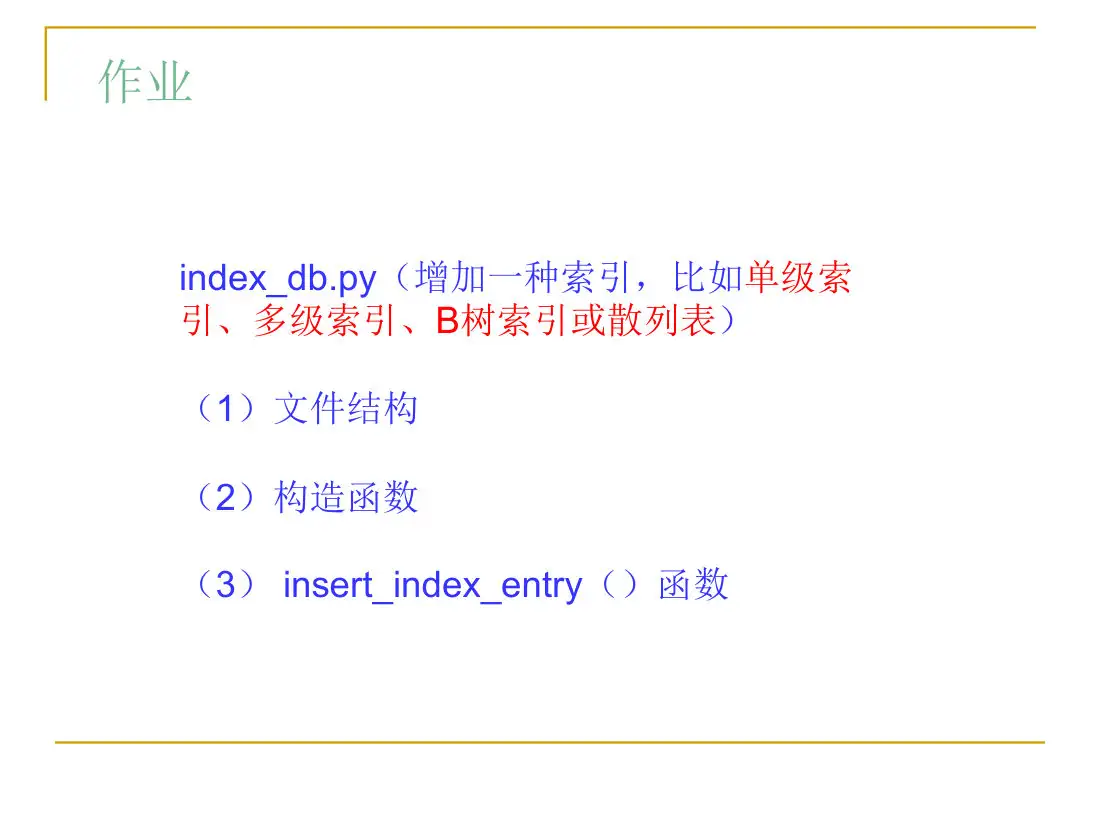 作业
index_db.py（增加一种索引，比如单级索
引、多级索引、B树索引或散列表）
（1）文件结构
（2）构造函数
（3） insert_index_entry（）函数